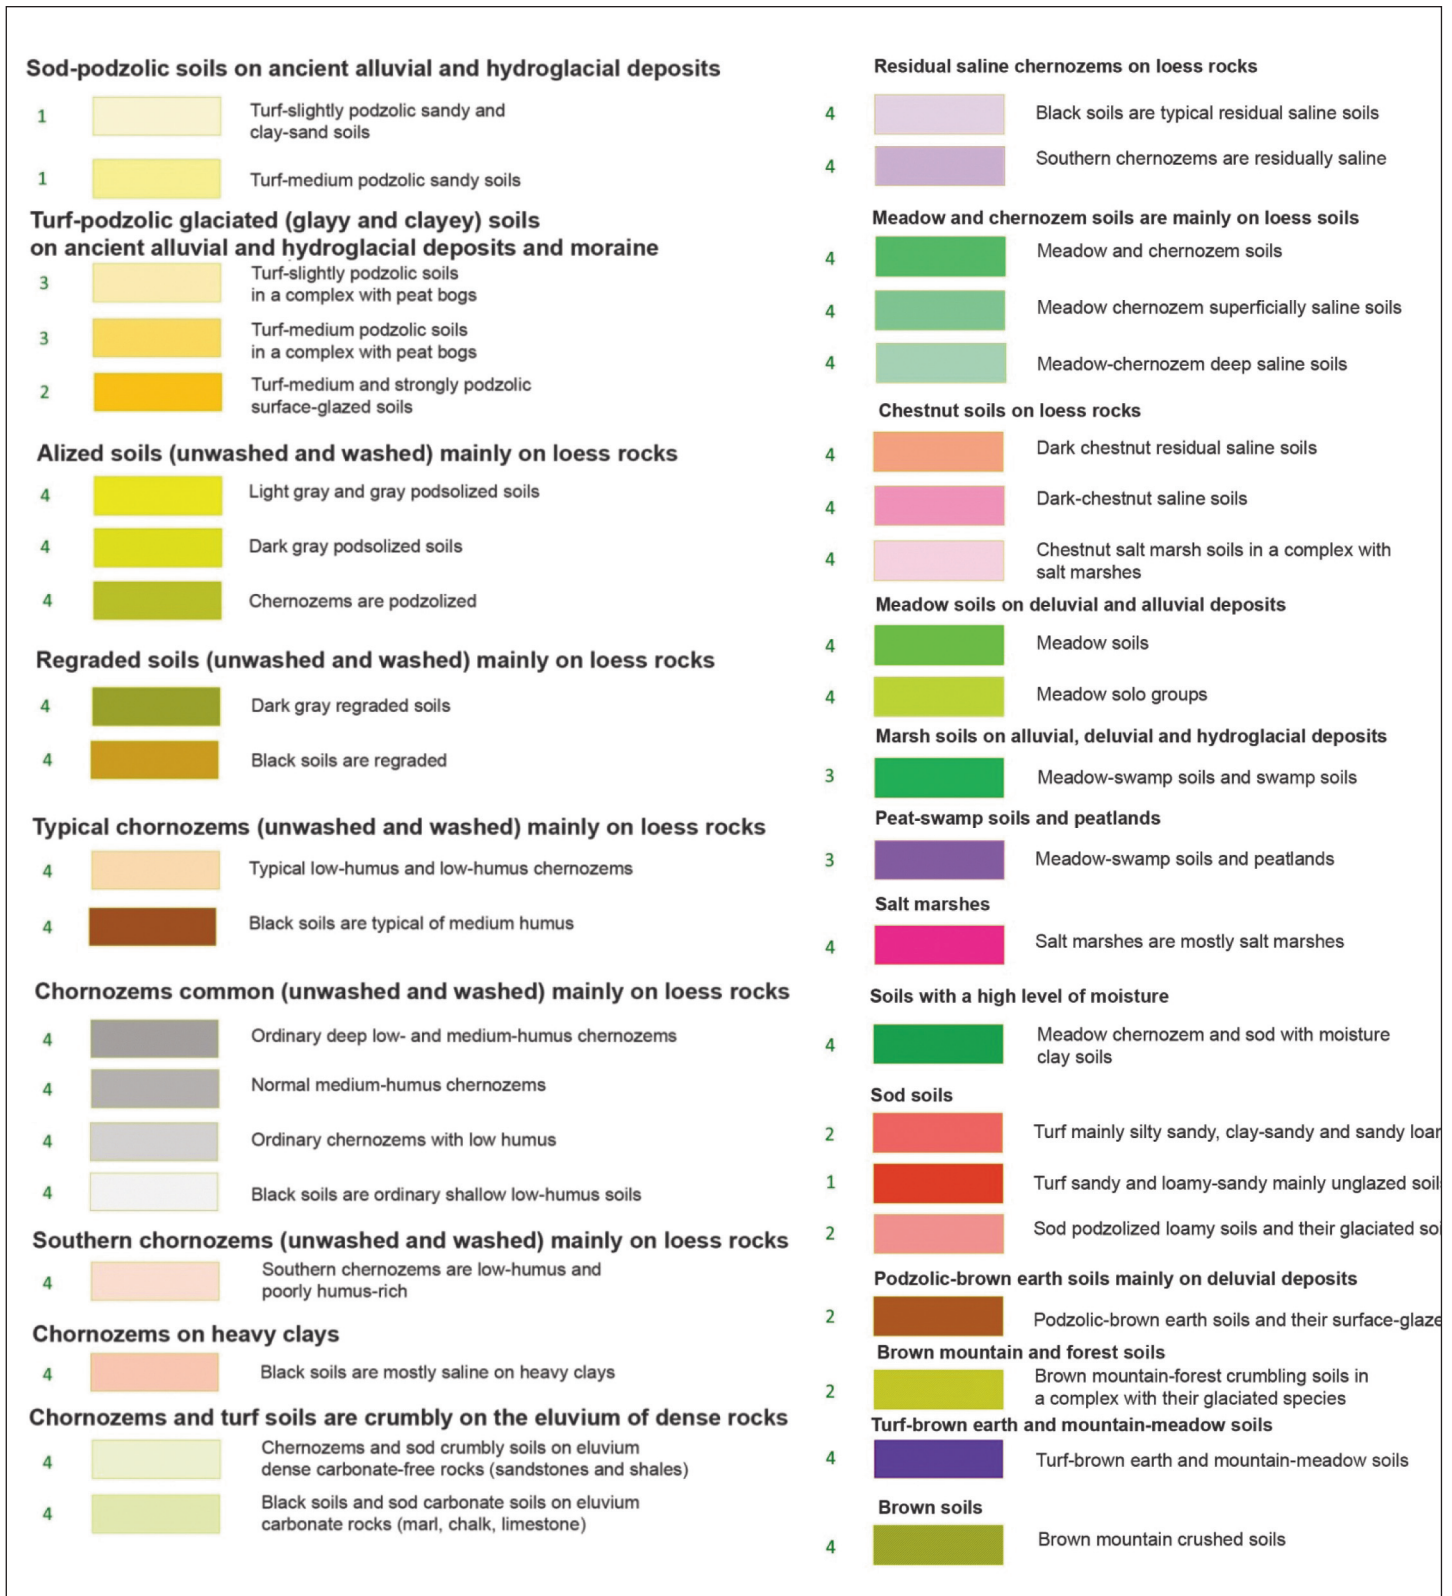 Sod-podzolic soils on ancient alluvial and hydroglacial deposits
1
Turf-slightly podzolic sandy and
clay-sand soils
1
Turf-medium podzolic sandy soils
Turf-podzolic glaciated (glayy and clayey) soils
on ancient alluvial and hydroglacial deposits and moraine
3
Turf-slightly podzolic soils
in a complex with peat bogs
3
Turf-medium podzolic soils
in a complex with peat bogs
2
Turf-medium and strongly podzolic
surface-glazed soils
Alized soils (unwashed and washed) mainly on loess rocks
4
Light gray and gray podsolized soils
4
Dark gray podsolized soils
4
Chernozems are podzolized
Regraded soils (unwashed and washed) mainly on loess rocks
4
Dark gray regraded soils
4
Black soils are regraded
Typical chornozems (unwashed and washed) mainly on loess rocks
4
Typical low-humus and low-humus chernozems
4
Black soils are typical of medium humus
Chornozems common (unwashed and washed) mainly on loess rocks
4
Ordinary deep low- and medium-humus chernozems
4
Normal medium-humus chernozems
4
Ordinary chernozems with low humus
4
Black soils are ordinary shallow low-humus soils
Southern chornozems (unwashed and washed) mainly on loess rocks
4
Southern chernozems are low-humus and
poorly humus-rich
Chornozems on heavy clays
4
Black soils are mostly saline on heavy clays
Chornozems and turf soils are crumbly on the eluvium of dense rocks
4
Chernozems and sod crumbly soils on eluvium
dense carbonate-free rocks (sandstones and shales)
4
Black soils and sod carbonate soils on eluvium
carbonate rocks (marl, chalk, limestone)
Residual saline chernozems on loess rocks
4
Black soils are typical residual saline soils
4
Southern chernozems are residually saline
Meadow and chernozem soils are mainly on loess soils
4
Meadow and chernozem soils
4
Meadow chernozem superficially saline soils
4
Meadow-chernozem deep saline soils
Chestnut soils on loess rocks
4
Dark chestnut residual saline soils
4
Dark-chestnut saline soils
4
Chestnut salt marsh soils in a complex with
salt marshes
Meadow soils on deluvial and alluvial deposits
4
Meadow soils
4
Meadow solo groups
Marsh soils on alluvial, deluvial and hydroglacial deposits
3
Meadow-swamp soils and swamp soils
Peat-swamp soils and peatlands
3
Meadow-swamp soils and peatlands
Salt marshes
4
Salt marshes are mostly salt marshes
Soils with a high level of moisture
4
Meadow chernozem and sod with moisture
clay soils
Sod soils
2
Turf mainly silty sandy, clay-sandy and sandy loar
1
Turf sandy and loamy-sandy mainly unglazed soil
2
Sod podzolized loamy soils and their glaciated soi
Podzolic-brown earth soils mainly on deluvial deposits
2
Podzolic-brown earth soils and their surface-glaze
Brown mountain and forest soils
2
Brown mountain-forest crumbling soils in
a complex with their glaciated species
Turf-brown earth and mountain-meadow soils
4
Turf-brown earth and mountain-meadow soils
Brown soils
4
Brown mountain crushed soils